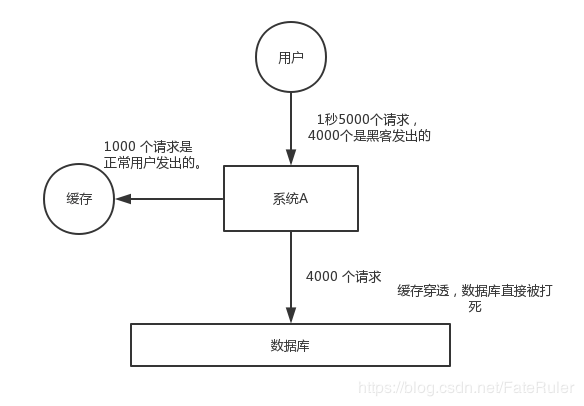 用户
1秒5000个请求，
4000个是黑客发出的
1000 个请求是
正常用户发出的。
缓存
系统A
4000 个请求
缓存穿透，数据库直接被打
死
数据库
https://blog.csdn.net/FateRuler